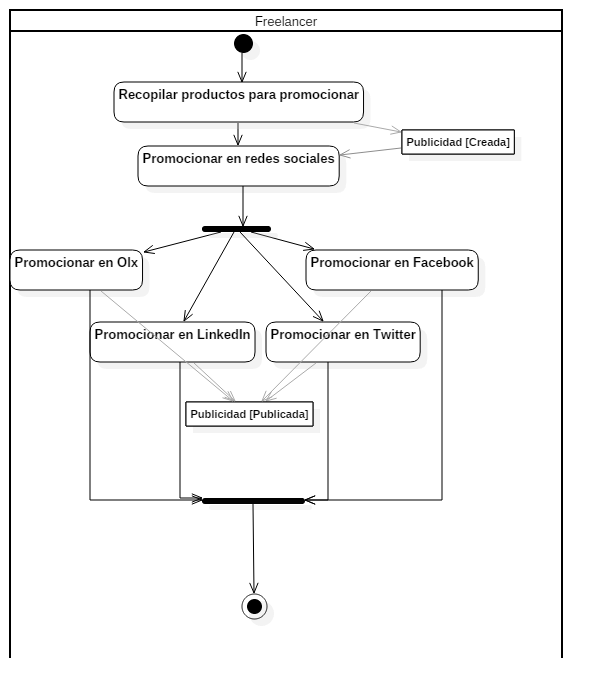 Freelancer
Recopilar productos para promocionar
Publicidad [Creada]
Promocionar en redes sociales
Promocionar en Olx
Promocionar en Facebook
Promocionar en LinkedIn
Promocionar en Twitter
Publicidad [Publicada]